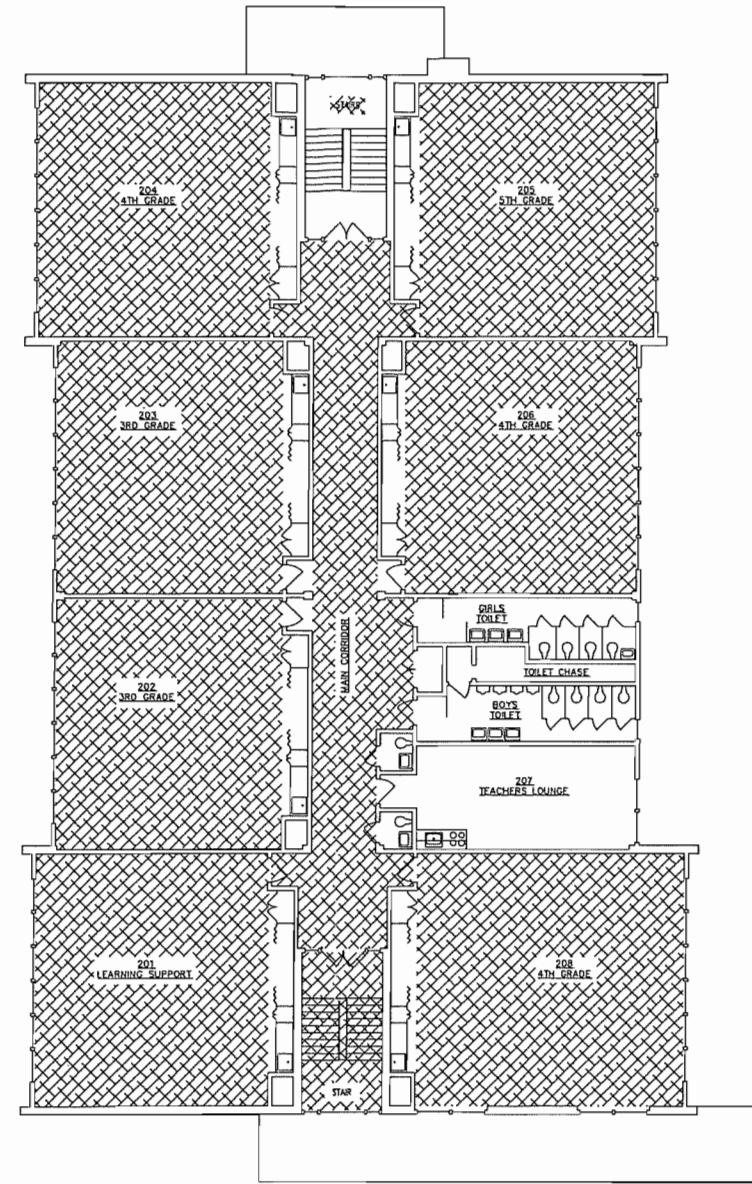 STAIRS
204
4TH GRADE
205
5TH GRADE
203
3RD GRADE
206
4TH GRADE
GIRLS
TOILET
MAIN CORRIDOR
TOILET CHASE
202
3RD GRADE
BOYS
TOILET
207
TEACHERS LOUNGE
201
LEARNING SUPPORT
208
4TH GRADE
STAIR